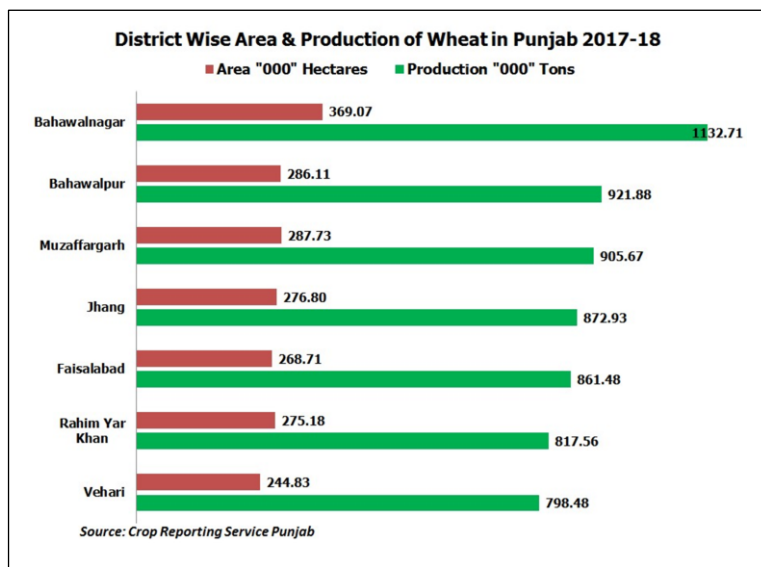 District Wise Area & Production of Wheat in Punjab 2017-18
Area "000" Hectares Production "000" Tons
Bahawalnagar 369.07
1132.71
Bahawalpur 286.11
921.88
Muzaffargarh 287.73
905.67
Jhang 276.80
872.93
Faisalabad 268.71
861.48
Rahim Yar 275.18
Khan 817.56
Vehari 244.83
798.48
Source: Crop Reporting Service Punjab